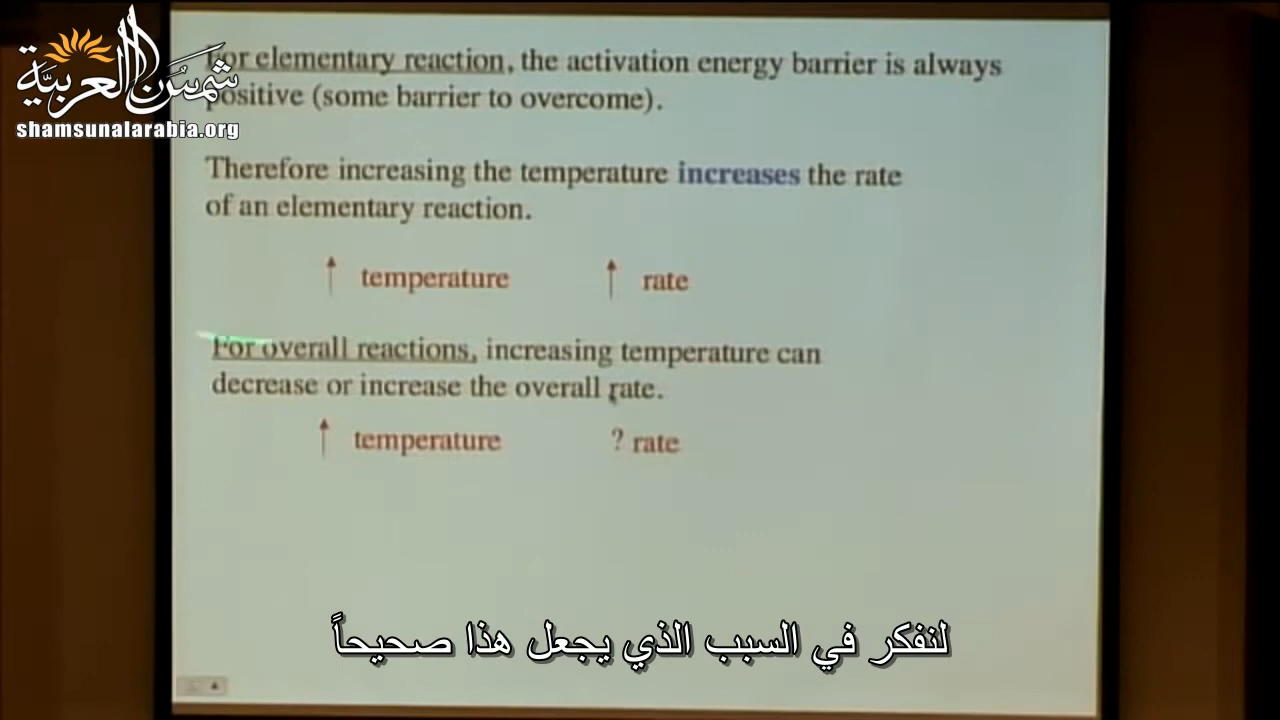 شمس العربية
shamsunalarabia.org
For elementary reaction, the activation energy barrier is always
positive (some barrier to overcome).
Therefore increasing the temperature increases the rate
of an elementary reaction.
↑ temperature ↑ rate
For overall reactions, increasing temperature can
decrease or increase the overall rate.
↑ temperature ? rate
لنفكر في السبب الذي يجعل هذا صحيحاً